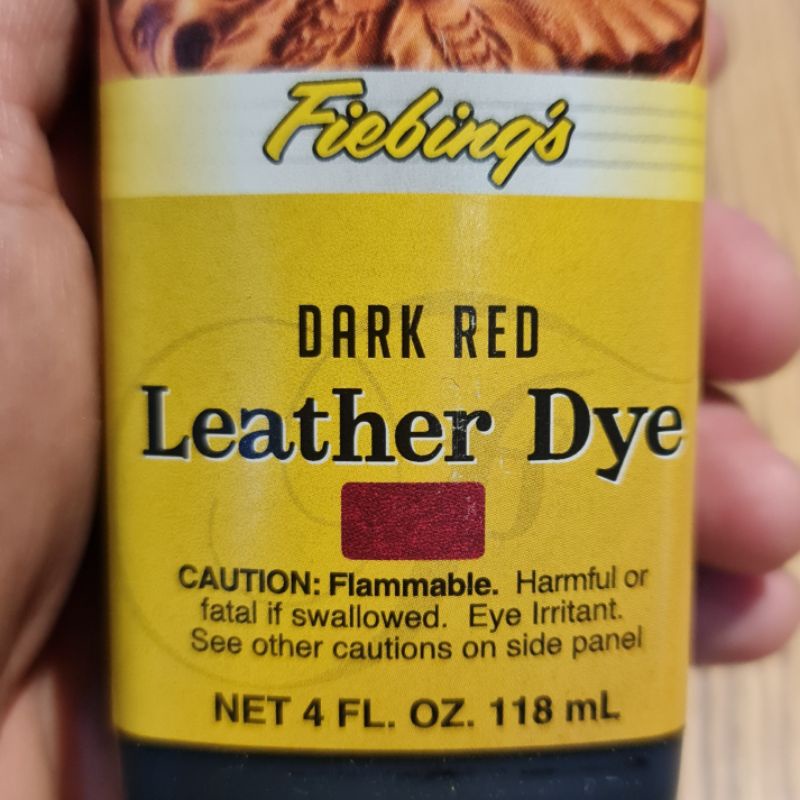 Fiebing's
DARK RED
Leather Dye
CAUTION: Flammable. Harmful or
fatal if swallowed. Eye Irritant.
See other cautions on side panel
NET 4 FL. OZ. 118 mL